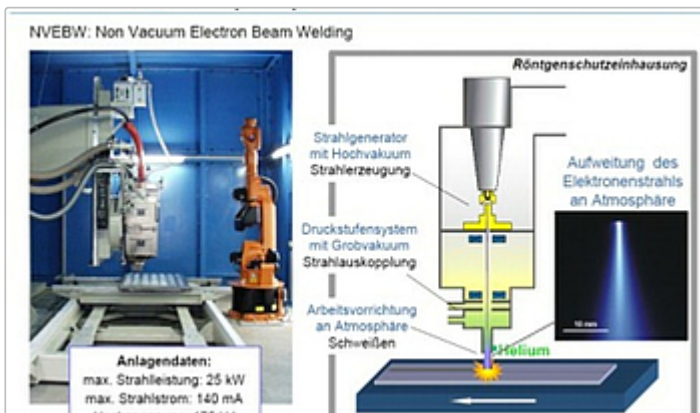 NVEBW: Non Vacuum Electron Beam Welding
Röntgenschutzeinhausung
Strahlgenerator
mit Hochvakuum
Strahlerzeugung
Aufweitung des
Elektronenstrahls
an Atmosphäre
Druckstufensystem
mit Grobvakuum
Strahlauskopplung
Arbeitsvorrichtung
an Atmosphäre
Schweißen
10 mm
Helium
Anlagendaten:
max. Strahlleistung: 25 kW
max. Strahlstrom: 140 mA